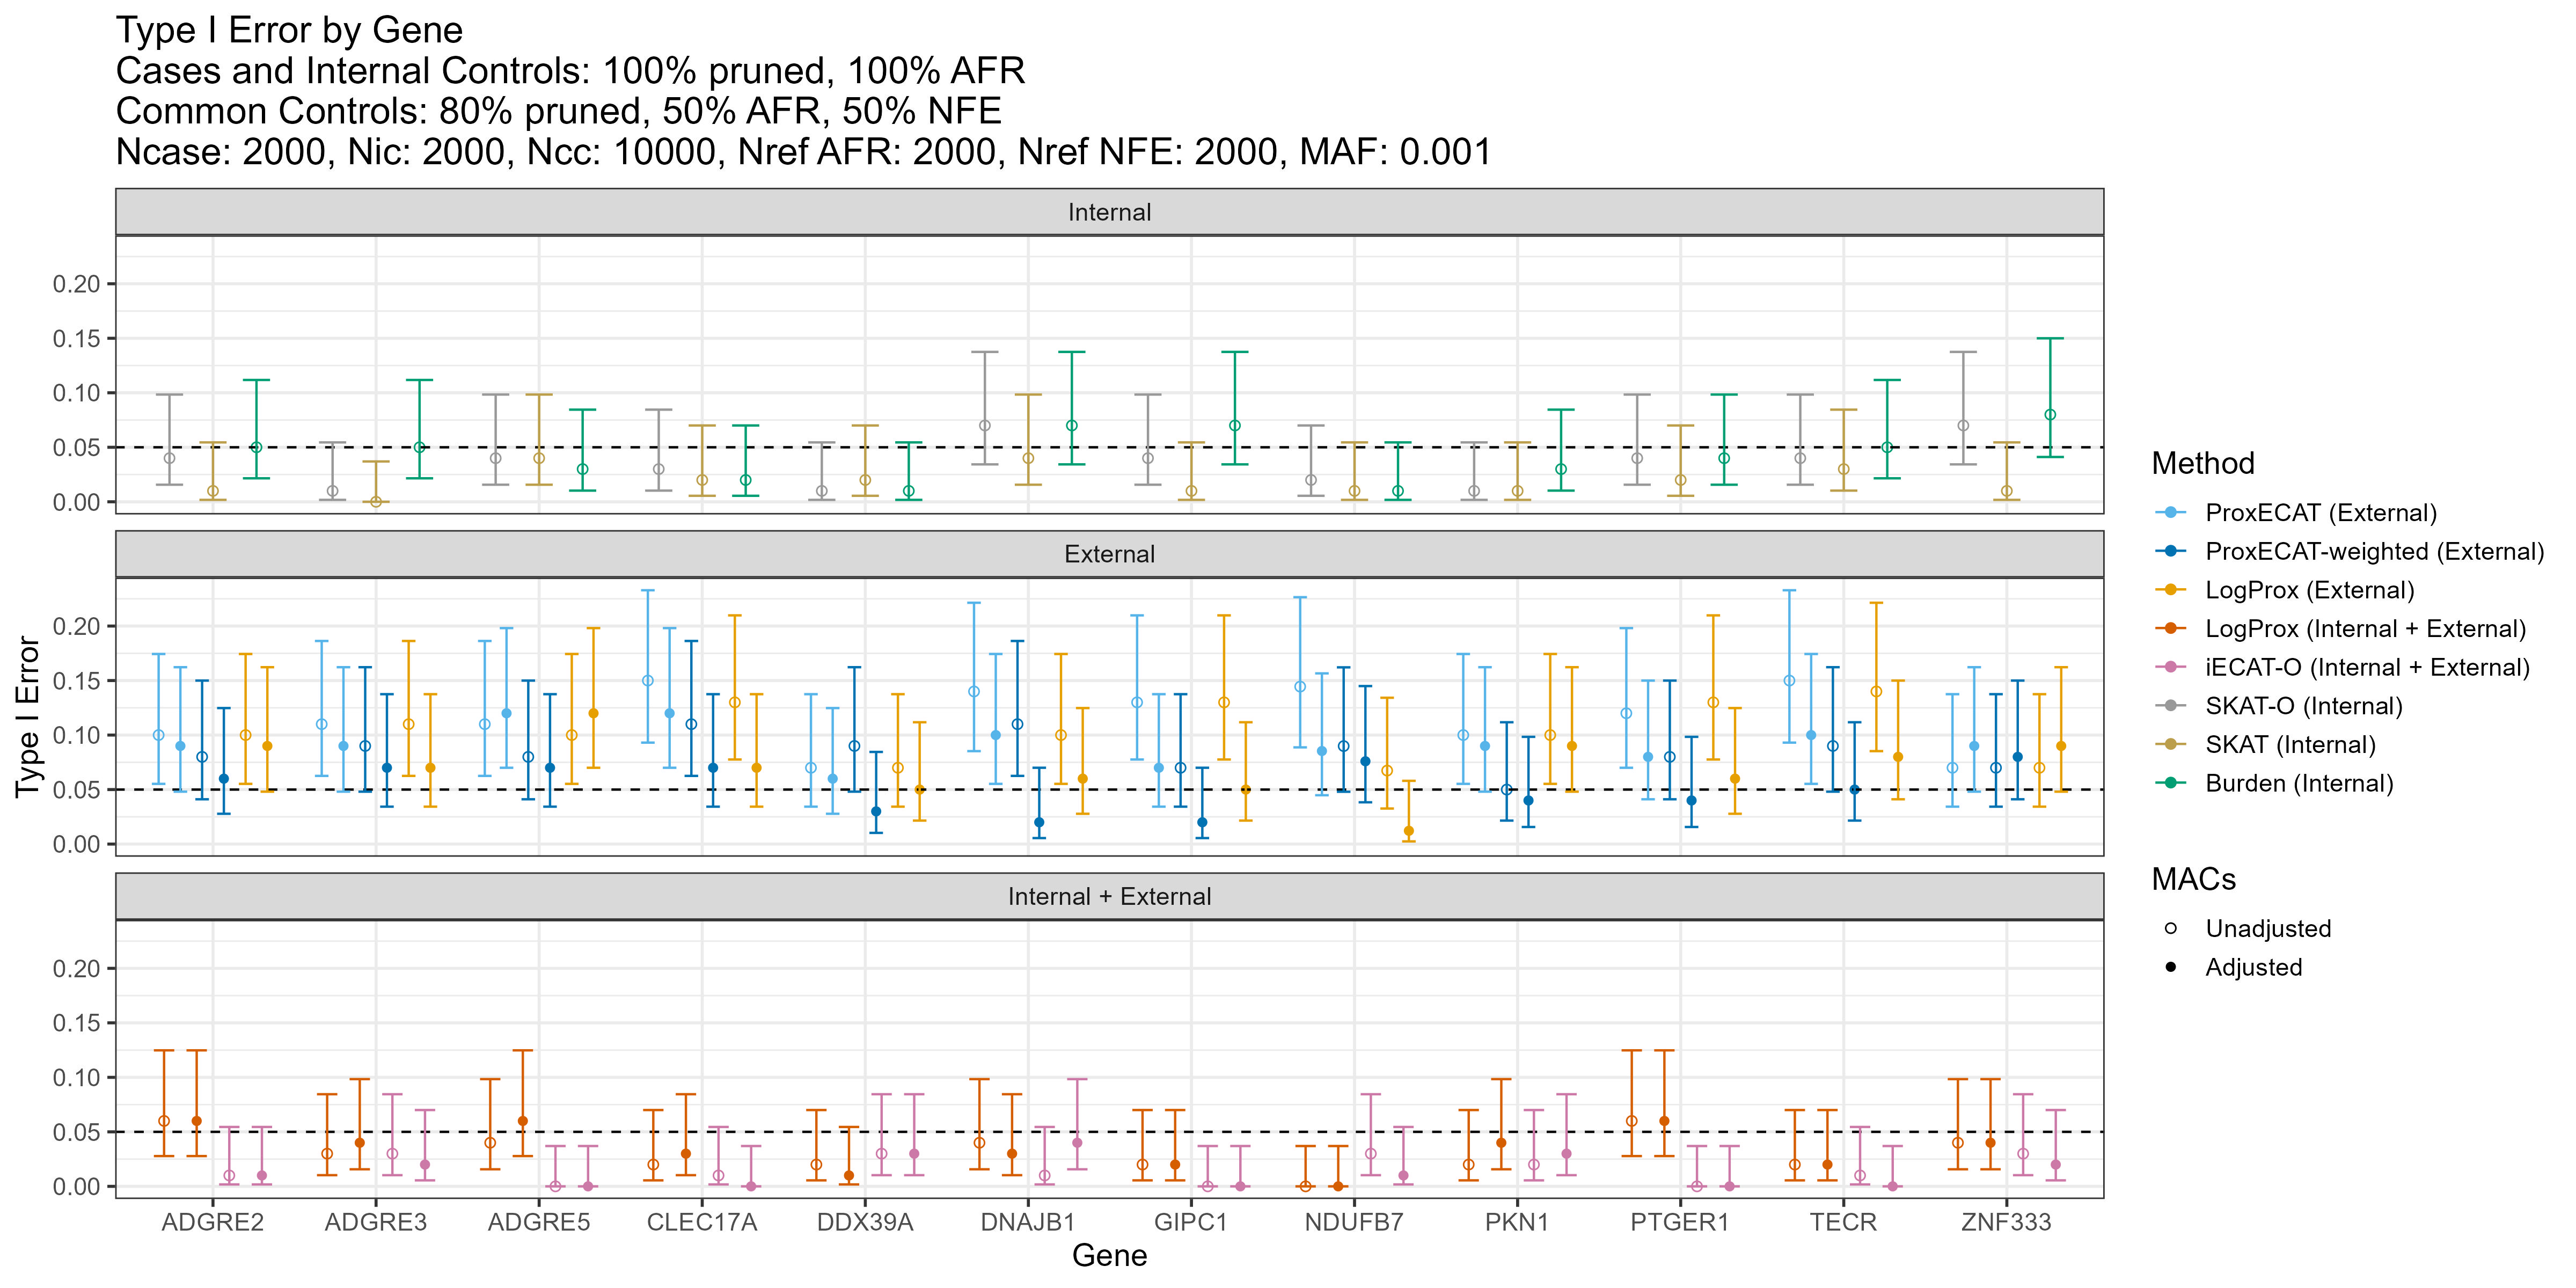 Type I Error by Gene
Cases and Internal Controls: 100% pruned, 100% AFR
Common Controls: 80% pruned, 50% AFR, 50% NFE
Ncase: 2000, Nic: 2000, Ncc: 10000, Nref AFR: 2000, Nref NFE: 2000, MAF: 0.001
Internal
0.20
0.15
0.10
0.05
0.00
External
0.20
0.15
0.10
0.05
0.00
Internal + External
0.20
0.15
0.10
0.05
0.00
Type I Error
ADGRE2 ADGRE3 ADGRE5 CLEC17A DDX39A DNAJB1 GIPC1 NDUFB7 PKN1 PTGER1 TECR ZNF333
Gene
Method
ProxECAT (External)
ProxECAT-weighted (External)
LogProx (External)
LogProx (Internal + External)
iECAT-O (Internal + External)
SKAT-O (Internal)
SKAT (Internal)
Burden (Internal)
MACs
Unadjusted
Adjusted